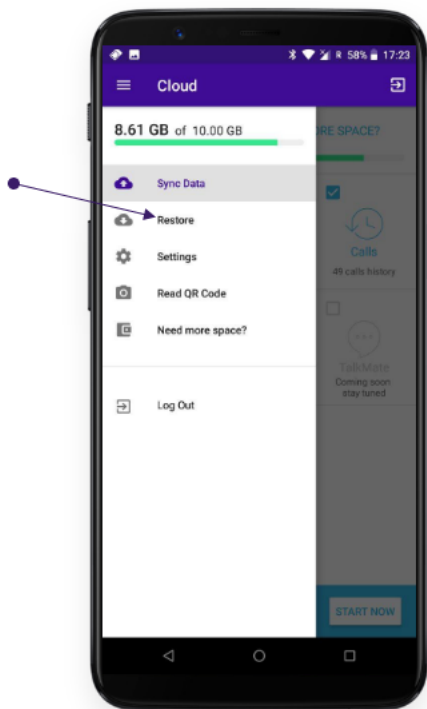 R 58% 17:23
Cloud
8.61 GB of 10.00 GB
RE SPACE?
Sync Data
Restore
Calls
Settings
49 calls history
Read QR Code
Need more space?
TalkMate
Coming soon
stay tuned
Log Out
START NOW